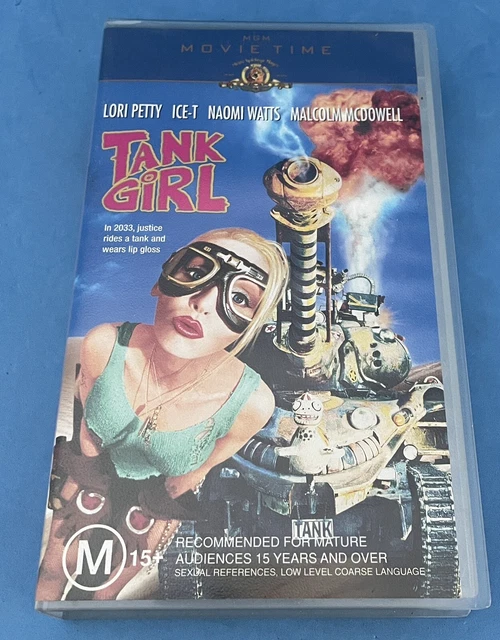 MGM
MOVIE TIME
LORI PETTY ICE-T NAOMI WATTS MALCOLM McDOWELL
TANK
GIRL
In 2033, justice
rides a tank and
wears lip gloss
TANK
M 15+
RECOMMENDED FOR MATURE
AUDIENCES 15 YEARS AND OVER
SEXUAL REFERENCES, LOW LEVEL COARSE LANGUAGE